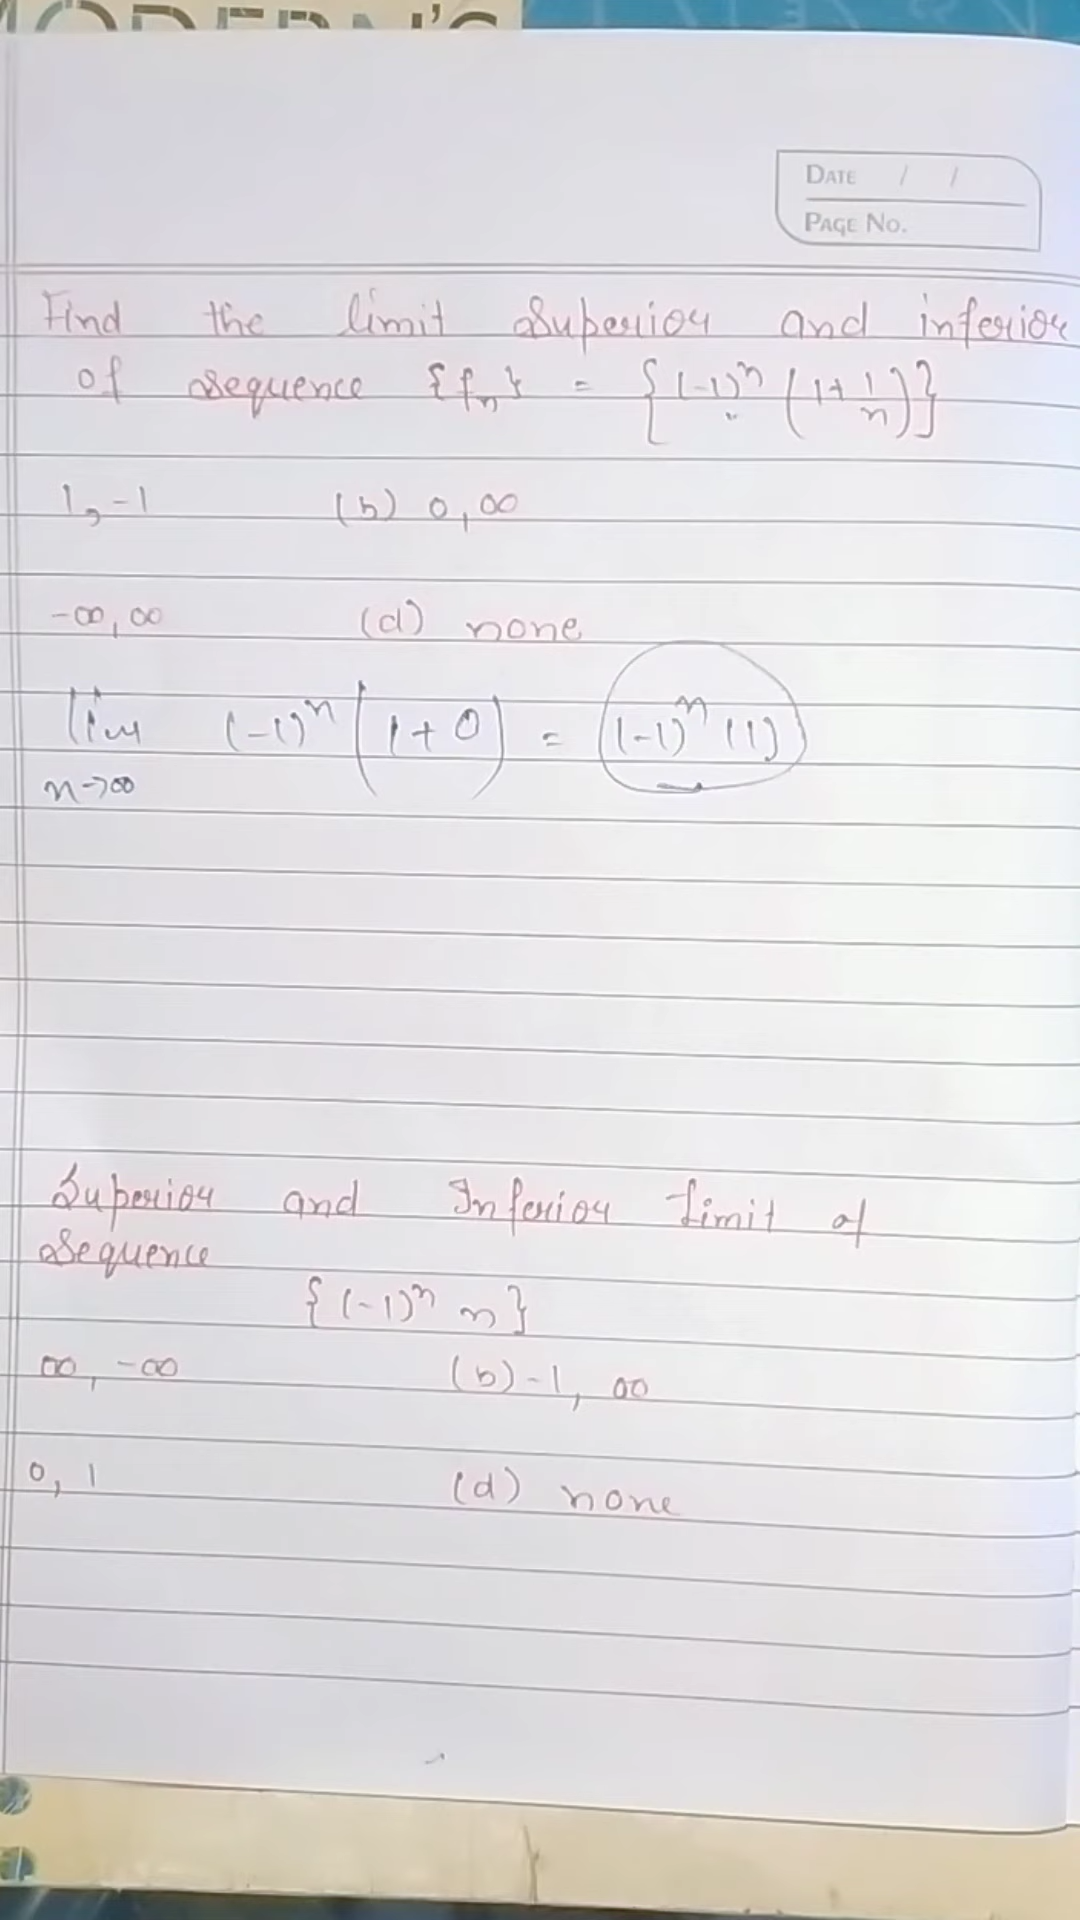 MODERN'S
DATE / /
PAGE No.
Find the limit Superior and inferior
of sequence {fn} = {(-1)ⁿ (1+1/n)}
1, -1 (b) 0, ∞
-∞, ∞ (d) none
lim (-1)ⁿ (1+0) = (-1)ⁿ (1)
n→∞
Superior and Inferior limit of
Sequence
{(-1)ⁿ n}
∞, -∞ (b) -1, ∞
0, 1 (d) none